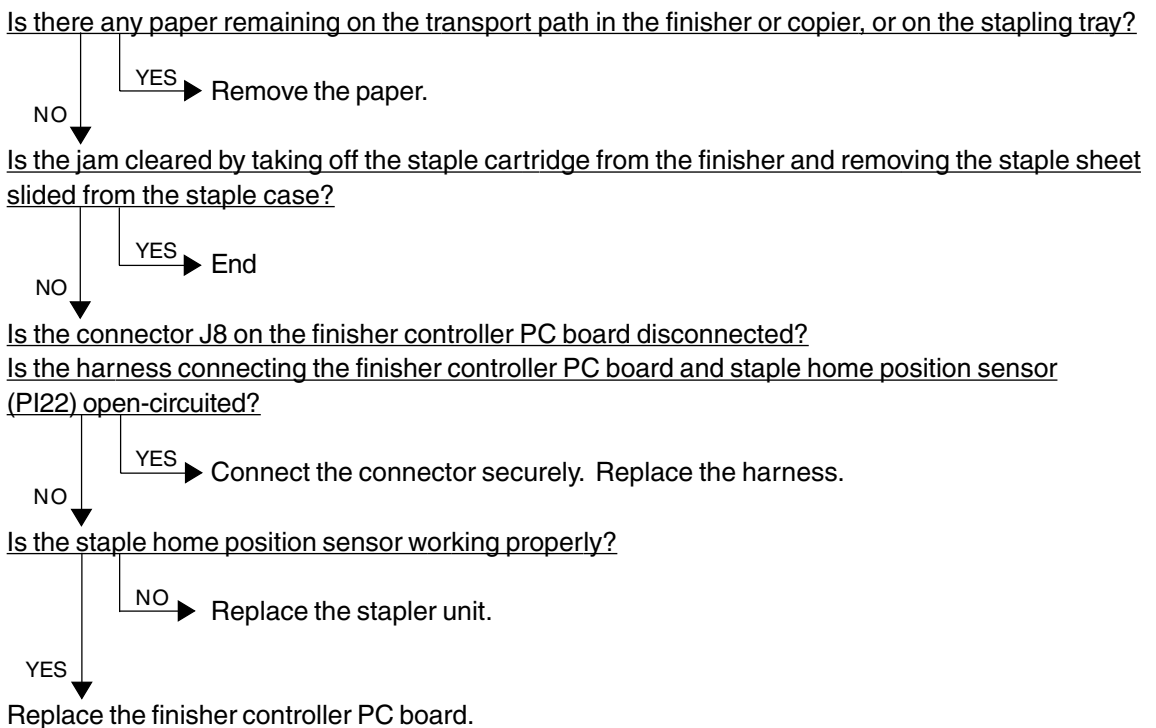 Is there any paper remaining on the transport path in the finisher or copier, or on the stapling tray?
YES
Remove the paper.
NO
Is the jam cleared by taking off the staple cartridge from the finisher and removing the staple sheet
slided from the staple case?
YES
End
NO
Is the connector J8 on the finisher controller PC board disconnected?
Is the harness connecting the finisher controller PC board and staple home position sensor
(PI22) open-circuited?
YES
Connect the connector securely. Replace the harness.
NO
Is the staple home position sensor working properly?
NO
Replace the stapler unit.
YES
Replace the finisher controller PC board.